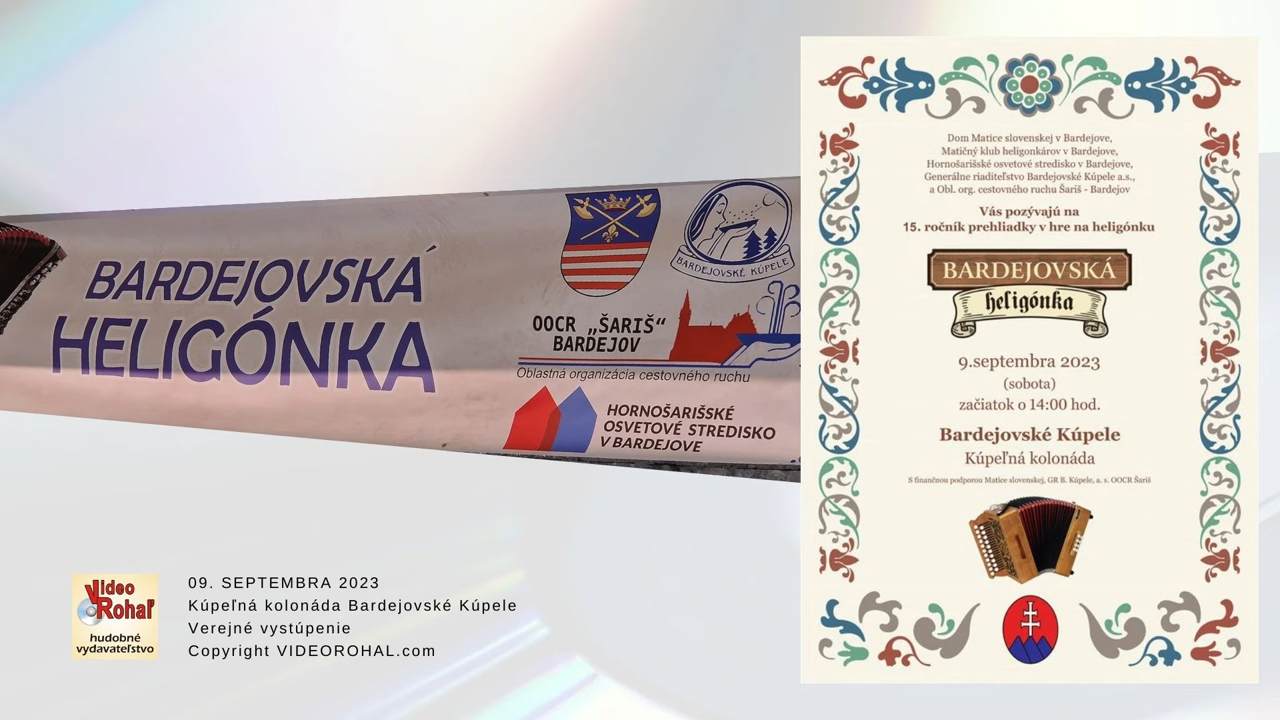 BARDEJOVSKÁ
HELIGÓNKA
BARDEJOVSKÉ KÚPELE
OOCR „ŠARIŠ“
BARDEJOV
Oblastná organizácia cestovného ruchu
HORNOŠARIŠSKÉ
OSVETOVÉ STREDISKO
V BARDEJOVE
Dom Matice slovenskej v Bardejove,
Matičný klub heligonkárov v Bardejove,
Hornošarišské osvetové stredisko v Bardejove,
Generálne riaditeľstvo Bardejovské Kúpele a.s.,
a Obl. org. cestovného ruchu Šariš - Bardejov
Vás pozývajú na
15. ročník prehliadky v hre na heligónku
BARDEJOVSKÁ
heligónka
9.septembra 2023
(sobota)
začiatok o 14:00 hod.
Bardejovské Kúpele
Kúpeľná kolonáda
S finančnou podporou Matice slovenskej, GR B. Kúpele, a. s. OOCR Šariš
Video
Rohaľ
hudobné
vydavateľstvo
09. SEPTEMBRA 2023
Kúpeľná kolonáda Bardejovské Kúpele
Verejné vystúpenie
Copyright VIDEOROHAL.com